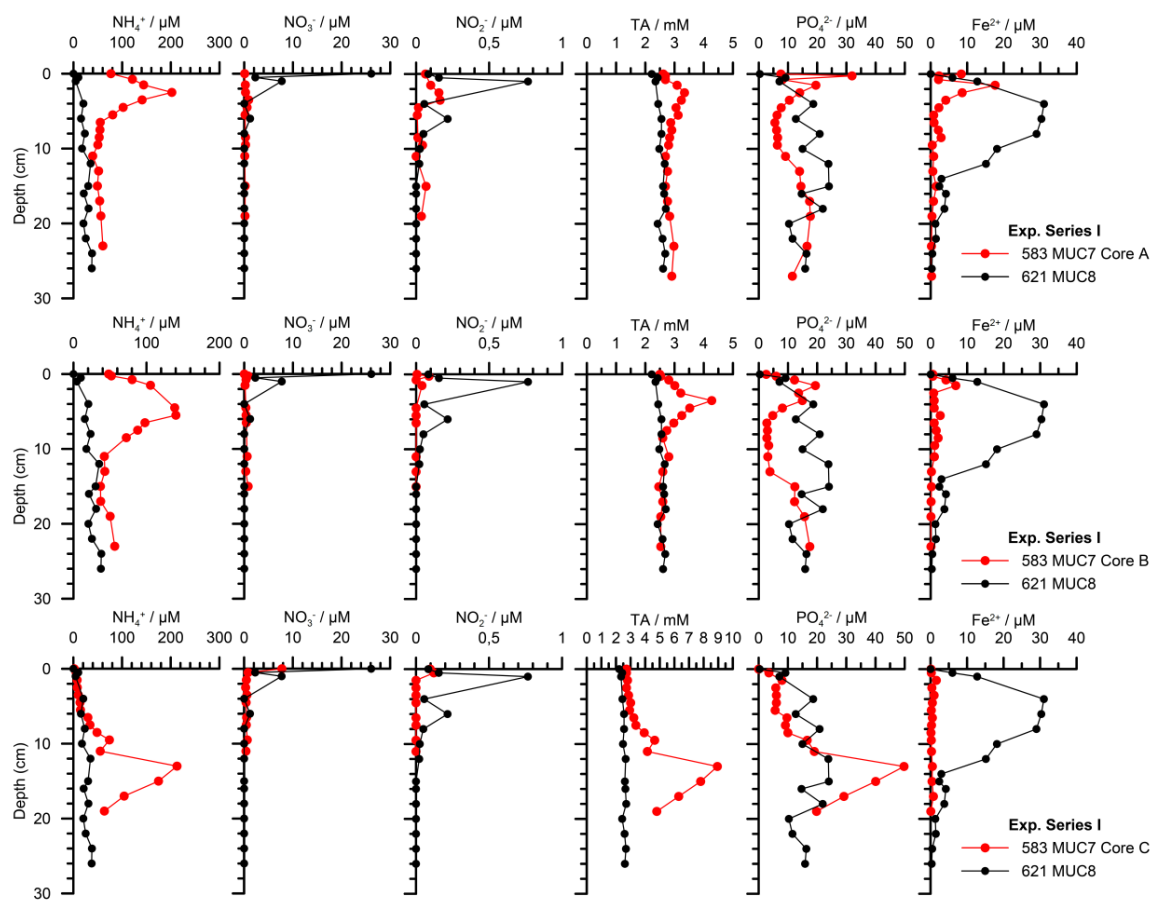 NH₄⁺ / µM NO₃⁻ / µM NO₂⁻ / µM TA / mM PO₄²⁻ / µM Fe²⁺ / µM
0 100 200 300 0 10 20 30 0 0,5 1 0 1 2 3 4 5 0 10 20 30 40 50 0 10 20 30 40
0
10
20
30
Depth (cm)
Exp. Series I
583 MUC7 Core A
621 MUC8
NH₄⁺ / µM NO₃⁻ / µM NO₂⁻ / µM TA / mM PO₄²⁻ / µM Fe²⁺ / µM
0 100 200 0 10 20 30 0 0,5 1 0 1 2 3 4 5 0 10 20 30 40 50 0 10 20 30 40
0
10
20
30
Depth (cm)
Exp. Series I
583 MUC7 Core B
621 MUC8
NH₄⁺ / µM NO₃⁻ / µM NO₂⁻ / µM TA / mM PO₄²⁻ / µM Fe²⁺ / µM
0 100 200 300 0 10 20 30 0 0,5 1 0 1 2 3 4 5 6 7 8 9 10 0 10 20 30 40 50 0 10 20 30 40
0
10
20
30
Depth (cm)
Exp. Series I
583 MUC7 Core C
621 MUC8